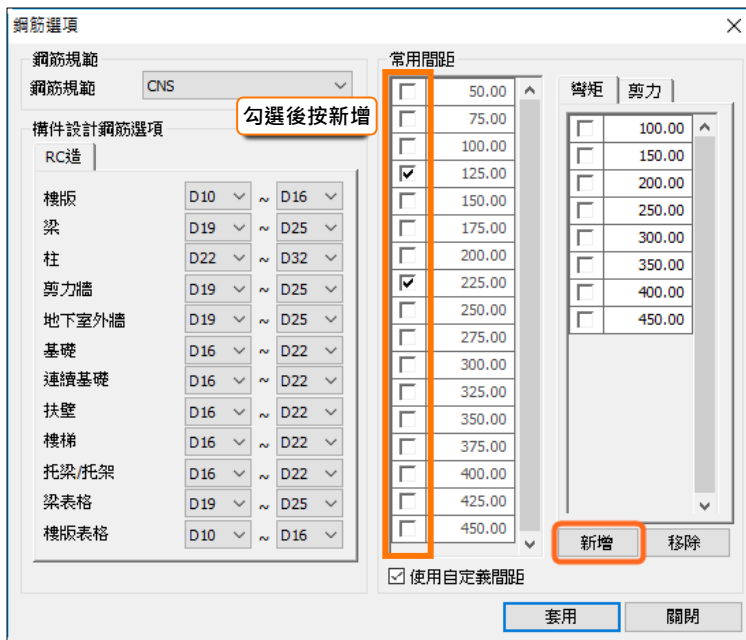 鋼筋選項
鋼筋規範
鋼筋規範 CNS
勾選後按新增
構件設計鋼筋選項
RC造
樓版 D10 ~ D16
梁 D19 ~ D25
柱 D22 ~ D32
剪力牆 D19 ~ D25
地下室外牆 D19 ~ D25
基礎 D16 ~ D22
連續基礎 D16 ~ D22
扶壁 D16 ~ D22
樓梯 D16 ~ D22
托梁/托架 D16 ~ D22
梁表格 D19 ~ D25
樓版表格 D10 ~ D16
常用間距
50.00
75.00
100.00
125.00
150.00
175.00
200.00
225.00
250.00
275.00
300.00
325.00
350.00
375.00
400.00
425.00
450.00
使用自定義間距
彎矩 剪力
100.00
150.00
200.00
250.00
300.00
350.00
400.00
450.00
新增 移除
套用 關閉